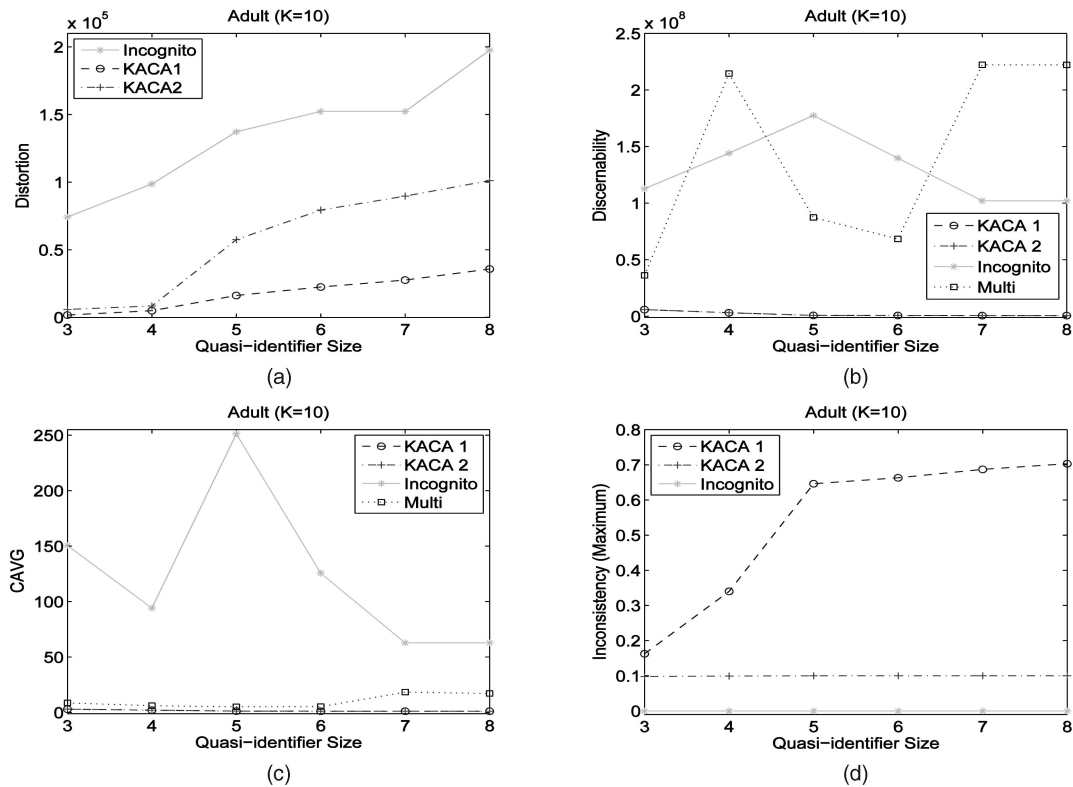 Adult (K=10)
× 10^5
Distortion
2
1.5
1
0.5
0
Incognito
KACA1
KACA2
3 4 5 6 7 8
Quasi-identifier Size
(a)
Adult (K=10)
× 10^8
Discernability
2.5
2
1.5
1
0.5
0
KACA 1
KACA 2
Incognito
Multi
3 4 5 6 7 8
Quasi-identifier Size
(b)
Adult (K=10)
CAVG
250
200
150
100
50
0
KACA 1
KACA 2
Incognito
Multi
3 4 5 6 7 8
Quasi-identifier Size
(c)
Adult (K=10)
Inconsistency (Maximum)
0.8
0.7
0.6
0.5
0.4
0.3
0.2
0.1
0
KACA 1
KACA 2
Incognito
3 4 5 6 7 8
Quasi-identifier Size
(d)